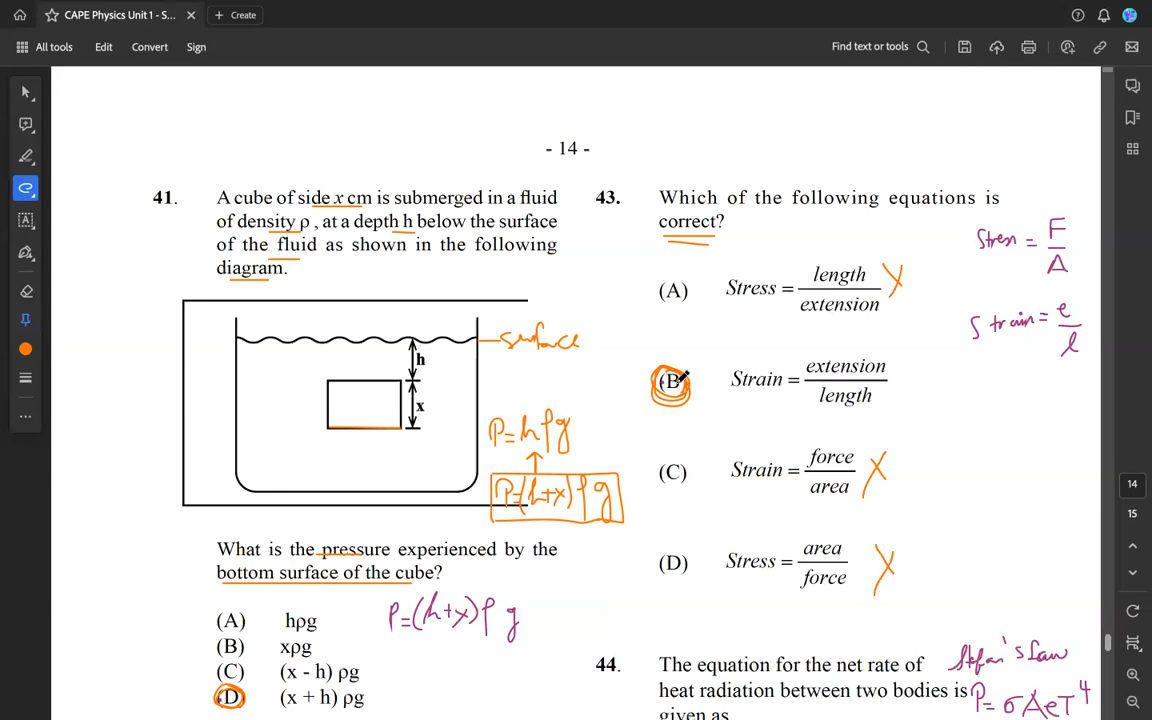 CAPE Physics Unit 1 - S...
+ Create
All tools Edit Convert Sign
Find text or tools
- 14 -
41. A cube of side x cm is submerged in a fluid
of density ρ , at a depth h below the surface
of the fluid as shown in the following
diagram.
surface
h
x
P=hρg
P=(h+x)ρg
What is the pressure experienced by the
bottom surface of the cube?
P=(h+x)ρg
(A) hρg
(B) xρg
(C) (x - h) ρg
(D) (x + h) ρg
43. Which of the following equations is
correct?
Stress = F/A
Strain = e/l
(A) Stress = length/extension X
(B) Strain = extension/length
(C) Strain = force/area X
(D) Stress = area/force X
44. The equation for the net rate of
heat radiation between two bodies is
given as
Stefan's Law
P= σAeT⁴
14
15